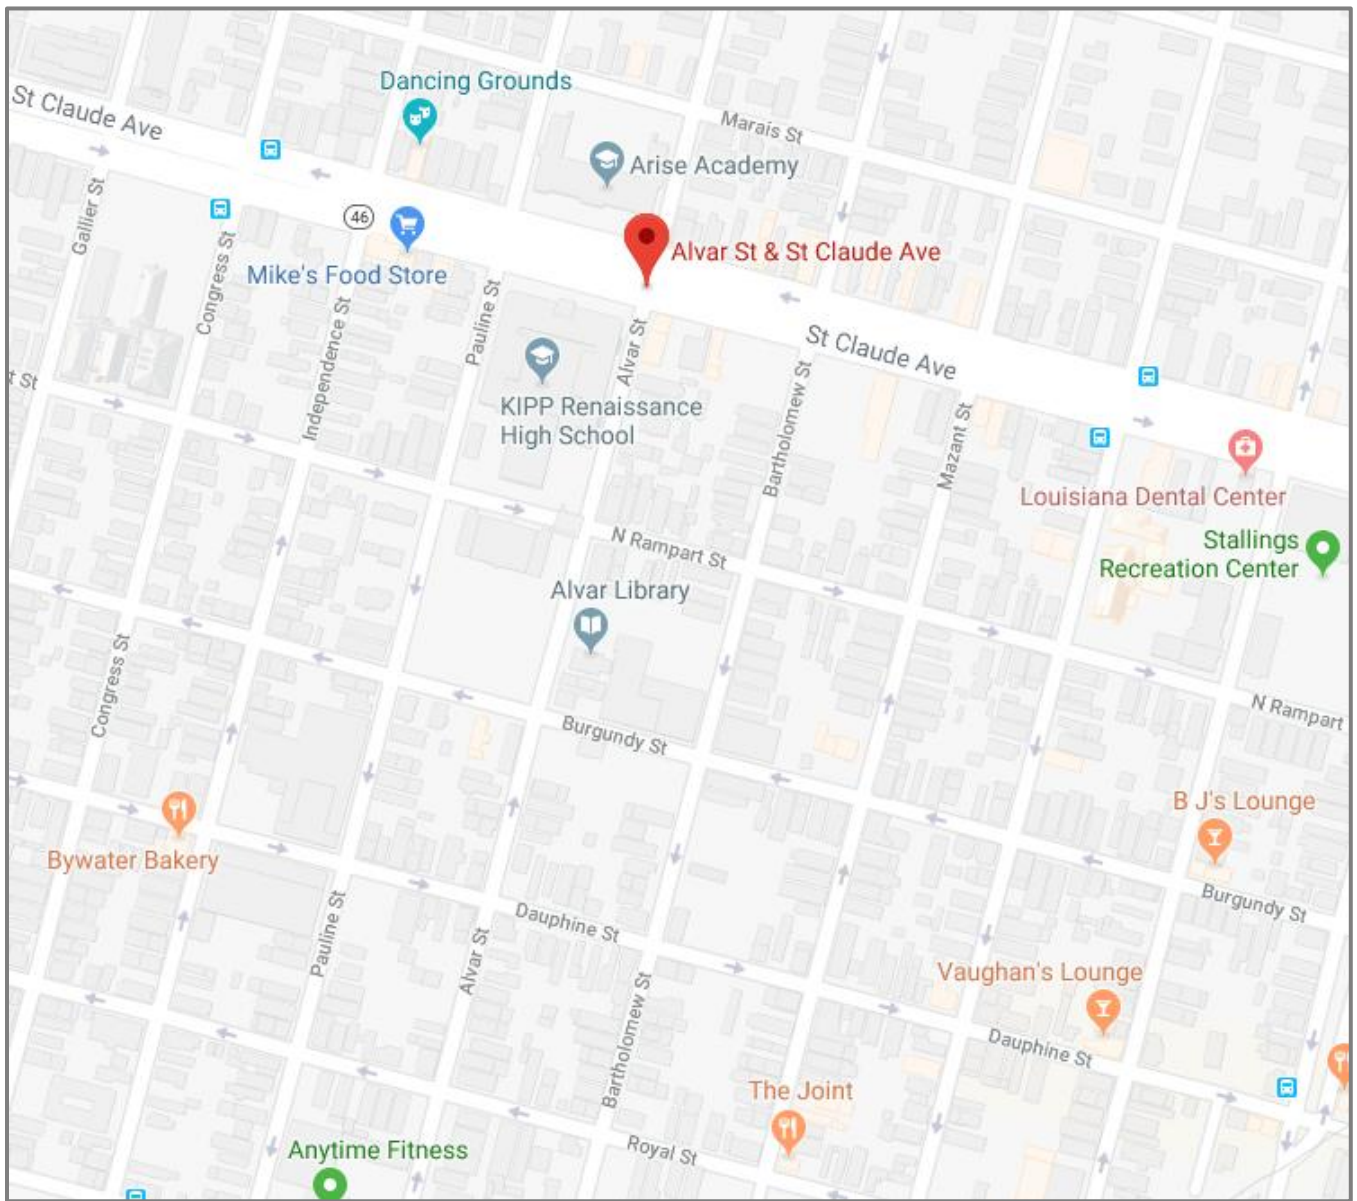 Dancing Grounds
St Claude Ave
Marais St
Arise Academy
46
Gallier St
Congress St
Mike's Food Store
Alvar St & St Claude Ave
Independence St
Pauline St
Alvar St
St Claude Ave
KIPP Renaissance
High School
Bartholomew St
Mazant St
t St
Louisiana Dental Center
Stallings
Recreation Center
N Rampart St
Alvar Library
Congress St
Burgundy St
N Rampart
B J's Lounge
Bywater Bakery
Burgundy St
Pauline St
Alvar St
Dauphine St
Vaughan's Lounge
Bartholomew St
Dauphine St
The Joint
Anytime Fitness
Royal St